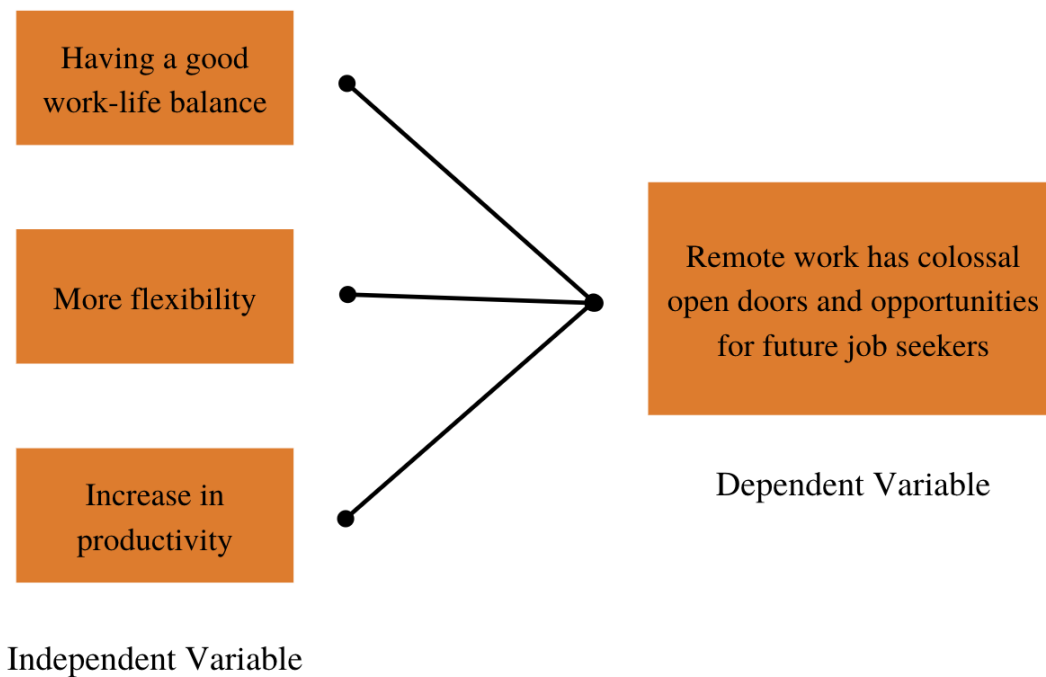 Having a good
work-life balance
More flexibility
Increase in
productivity
Independent Variable
Remote work has colossal
open doors and opportunities
for future job seekers
Dependent Variable